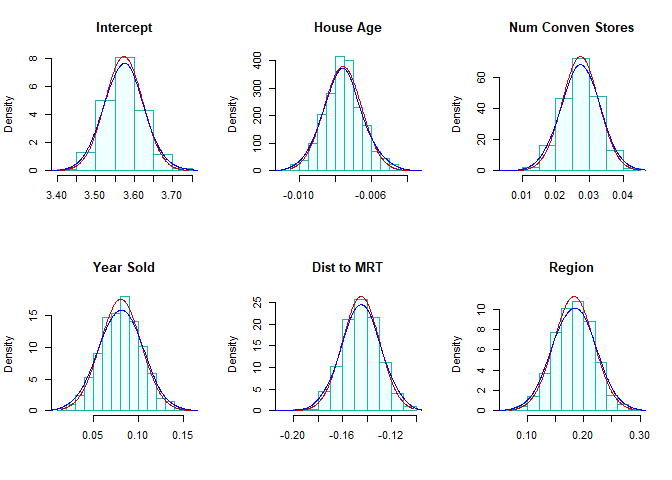 Intercept
Density
0 2 4 6 8
3.40 3.50 3.60 3.70
House Age
Density
0 100 200 300 400
-0.010 -0.006
Num Conven Stores
Density
0 20 40 60
0.01 0.02 0.03 0.04
Year Sold
Density
0 5 10 15
0.05 0.10 0.15
Dist to MRT
Density
0 5 10 15 20 25
-0.20 -0.16 -0.12
Region
Density
0 2 4 6 8 10
0.10 0.20 0.30